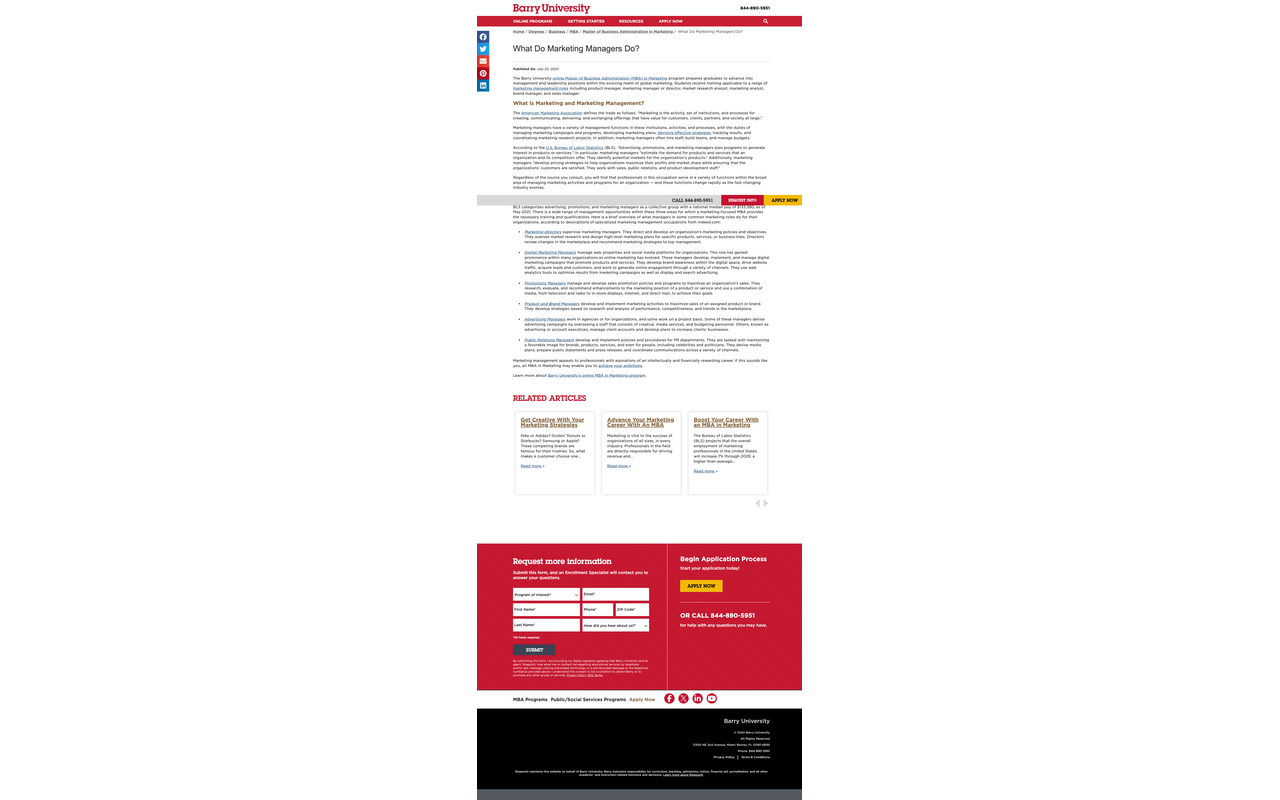 Barry University
844-890-5951
ONLINE PROGRAMS GETTING STARTED RESOURCES APPLY NOW
Home / Degrees / Business / MBA / Master of Business Administration in Marketing / What Do Marketing Managers Do?
What Do Marketing Managers Do?
Published On: July 25, 2023
The Barry University online Master of Business Administration (MBA) in Marketing program prepares graduates to advance into
management and leadership positions within the evolving realm of global marketing. Students receive training applicable to a range of
marketing management roles including product manager, marketing manager or director, market research analyst, marketing analyst,
brand manager, and sales manager.
What Is Marketing and Marketing Management?
The American Marketing Association defines the trade as follows: "Marketing is the activity, set of institutions, and processes for
creating, communicating, delivering, and exchanging offerings that have value for customers, clients, partners, and society at large."
Marketing managers have a variety of management functions in these institutions, activities, and processes, with the duties of
managing marketing campaigns and programs, developing marketing plans, devising effective strategies, tracking results, and
coordinating marketing research projects. In addition, marketing managers often hire staff, build teams, and manage budgets.
According to the U.S. Bureau of Labor Statistics (BLS), "Advertising, promotions, and marketing managers plan programs to generate
interest in products or services." In particular, marketing managers "estimate the demand for products and services that an
organization and its competitors offer. They identify potential markets for the organization's products." Additionally, marketing
managers "develop pricing strategies to help organizations maximize their profits and market share while ensuring that the
organizations' customers are satisfied. They work with sales, public relations, and product development staff."
Regardless of the source you consult, you will find that professionals in this occupation serve in a variety of functions within the broad
area of managing marketing activities and programs for an organization — and these functions change rapidly as the fast-changing
industry evolves.
CALL 844-890-5951 REQUEST INFO APPLY NOW
BLS categorizes advertising, promotions, and marketing managers as a collective group with a national median pay of $133,380, as of
May 2021. There is a wide range of management opportunities within these three areas for which a marketing-focused MBA provides
the necessary training and qualifications. Here is a brief overview of what managers in some common marketing roles do for their
organizations, according to descriptions of specialized marketing management occupations from Indeed.com:
• Marketing directors supervise marketing managers. They direct and develop an organization's marketing policies and objectives.
They oversee market research and design high-level marketing plans for specific products, services, or business lines. Directors
review changes in the marketplace and recommend marketing strategies to top management.
• Digital Marketing Managers manage web properties and social media platforms for organizations. This role has gained
prominence within many organizations as online marketing has evolved. These managers develop, implement, and manage digital
marketing campaigns that promote products and services. They develop brand awareness within the digital space, drive website
traffic, acquire leads and customers, and work to generate online engagement through a variety of channels. They use web
analytics tools to optimize results from marketing campaigns as well as display and search advertising.
• Promotions Managers manage and develop sales promotion policies and programs to maximize an organization's sales. They
research, evaluate, and recommend enhancements to the marketing position of a product or service and use a combination of
media, from television and radio to in-store displays, internet, and direct mail, to achieve their goals.
• Product and Brand Managers develop and implement marketing activities to maximize sales of an assigned product or brand.
They develop strategies based on research and analysis of performance, competitiveness, and trends in the marketplace.
• Advertising Managers work in agencies or for organizations, and some work on a project basis. Some of these managers devise
advertising campaigns by overseeing a staff that consists of creative, media services, and budgeting personnel. Others, known as
advertising or account executives, manage client accounts and develop plans to increase clients' businesses.
• Public Relations Managers develop and implement policies and procedures for PR departments. They are tasked with maintaining
a favorable image for brands, products, services, and even for people, including celebrities and politicians. They devise media
plans, prepare public statements and press releases, and coordinate communications across a variety of channels.
Marketing management appeals to professionals with aspirations of an intellectually and financially rewarding career. If this sounds like
you, an MBA in Marketing may enable you to achieve your ambitions.
Learn more about Barry University's online MBA in Marketing program.
RELATED ARTICLES
Get Creative With Your
Marketing Strategies
Nike or Adidas? Dunkin' Donuts or
Starbucks? Samsung or Apple?
These competing brands are
famous for their rivalries. So, what
makes a customer choose one...
Read more »
Advance Your Marketing
Career With An MBA
Marketing is vital to the success of
organizations of all sizes, in every
industry. Professionals in the field
are directly responsible for driving
revenue and...
Read more »
Boost Your Career With
an MBA in Marketing
The Bureau of Labor Statistics
(BLS) projects that the overall
employment of marketing
professionals in the United States
will increase 7% through 2029, a
higher-than-average...
Read more »
Request more information
Submit this form, and an Enrollment Specialist will contact you to
answer your questions.
Program of Interest* Email*
First Name* Phone* ZIP Code*
Last Name* How did you hear about us?*
*All fields required.
SUBMIT
Begin Application Process
Start your application today!
APPLY NOW
OR CALL 844-890-5951
for help with any questions you may have.
MBA Programs Public/Social Services Programs Apply Now
Barry University
© 2024 Barry University
All Rights Reserved
11300 NE 2nd Avenue, Miami Shores, FL 33161-6695
Phone: 844-890-5951
Privacy Policy | Terms & Conditions
Risepoint maintains this website on behalf of Barry University. Barry maintains responsibility for curriculum, teaching, admissions, tuition, financial aid, accreditation, and all other
academic- and instruction-related functions and decisions. Learn more about Risepoint.